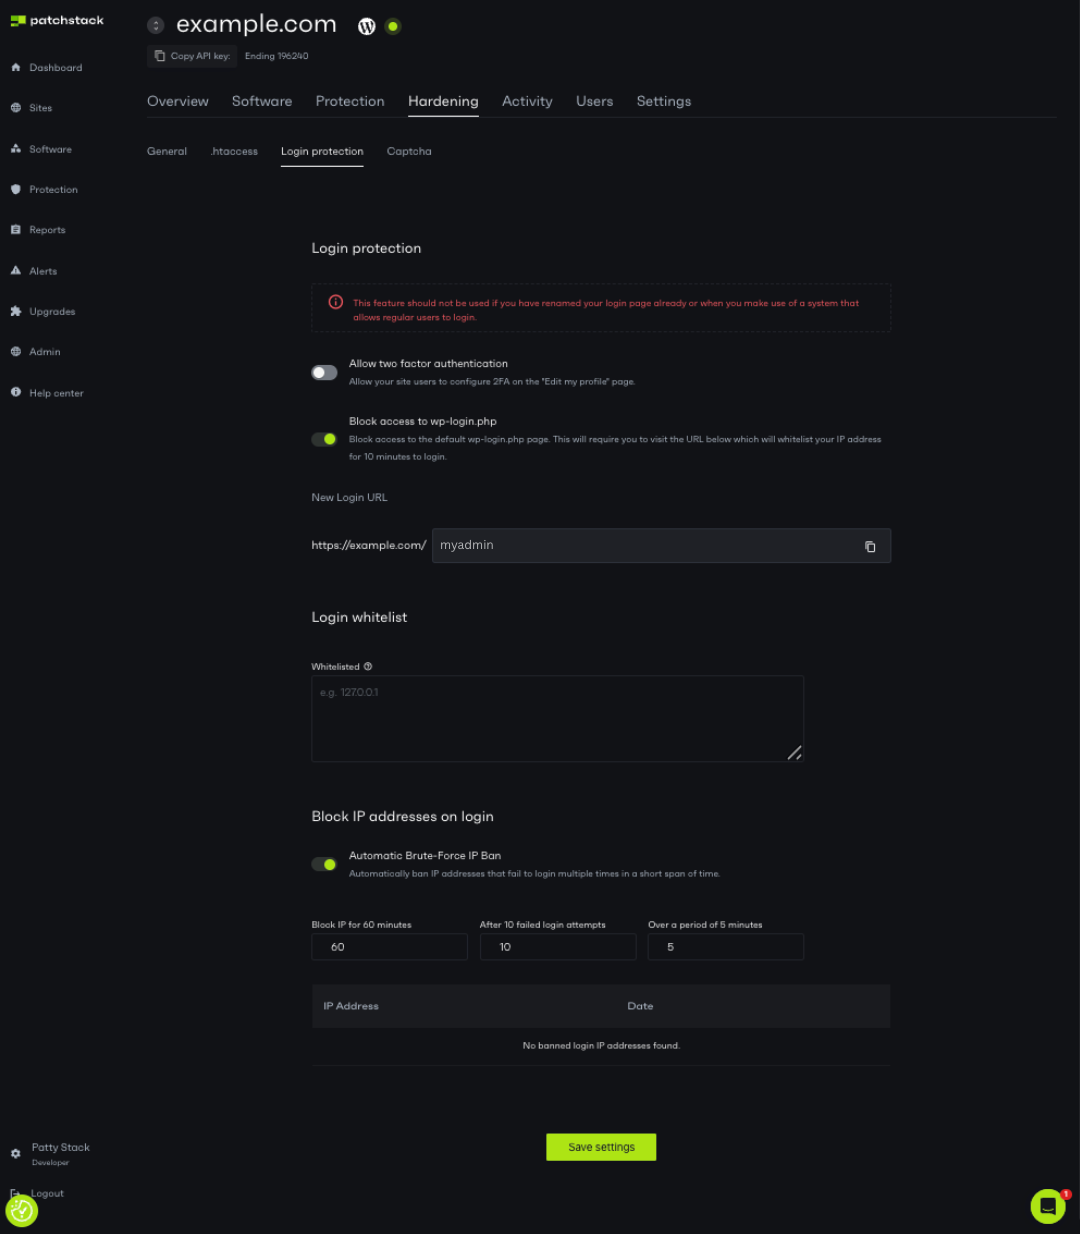 patchstack
example.com
Copy API key: Ending 196240
Dashboard
Sites
Software
Protection
Reports
Alerts
Upgrades
Admin
Help center
Overview Software Protection Hardening Activity Users Settings
General .htaccess Login protection Captcha
Login protection
This feature should not be used if you have renamed your login page already or when you make use of a system that
allows regular users to login.
Allow two factor authentication
Allow your site users to configure 2FA on the "Edit my profile" page.
Block access to wp-login.php
Block access to the default wp-login.php page. This will require you to visit the URL below which will whitelist your IP address
for 10 minutes to login.
New Login URL
https://example.com/ myadmin
Login whitelist
Whitelisted
e.g. 127.0.0.1
Block IP addresses on login
Automatic Brute-Force IP Ban
Automatically ban IP addresses that fail to login multiple times in a short span of time.
Block IP for 60 minutes After 10 failed login attempts Over a period of 5 minutes
60 10 5
IP Address Date
No banned login IP addresses found.
Save settings
Patty Stack
Developer
Logout
1